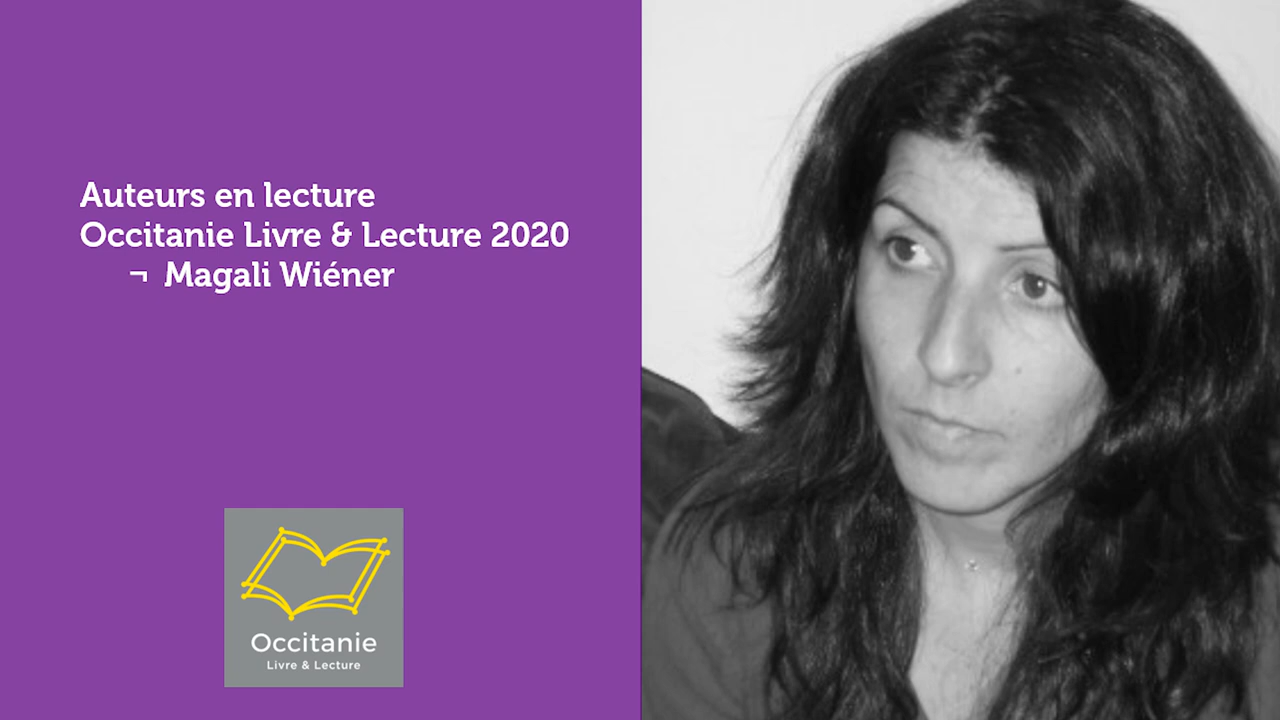 Auteurs en lecture
Occitanie Livre & Lecture 2020
¬ Magali Wiéner
Occitanie
Livre & Lecture